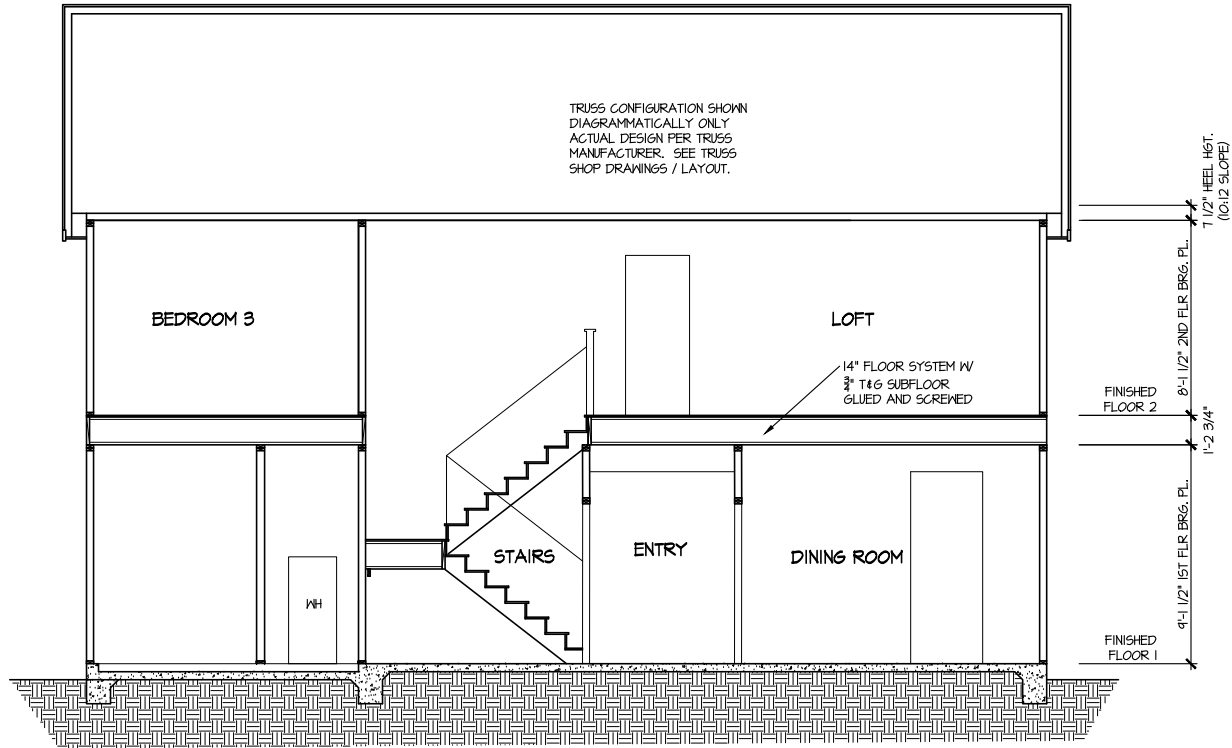 TRUSS CONFIGURATION SHOWN
DIAGRAMMATICALLY ONLY
ACTUAL DESIGN PER TRUSS
MANUFACTURER. SEE TRUSS
SHOP DRAWINGS / LAYOUT.
7 1/2" HEEL HGT.
(10:12 SLOPE)
BEDROOM 3
LOFT
8'-1 1/2" 2ND FLR BRG. PL.
14" FLOOR SYSTEM W/
3/4" T&G SUBFLOOR
GLUED AND SCREWED
FINISHED
FLOOR 2
1'-2 3/4"
STAIRS
ENTRY
DINING ROOM
9'-1 1/2" 1ST FLR BRG. PL.
WH
FINISHED
FLOOR 1